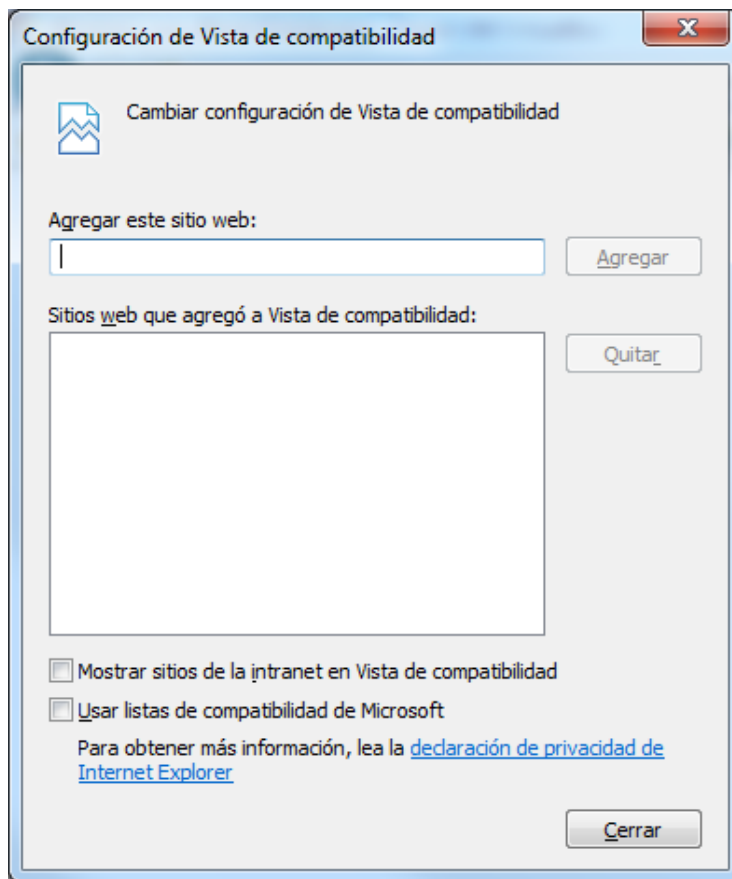 Configuración de Vista de compatibilidad
Cambiar configuración de Vista de compatibilidad
Agregar este sitio web:
Agregar
Sitios web que agregó a Vista de compatibilidad:
Quitar
Mostrar sitios de la intranet en Vista de compatibilidad
Usar listas de compatibilidad de Microsoft
Para obtener más información, lea la declaración de privacidad de
Internet Explorer
Cerrar